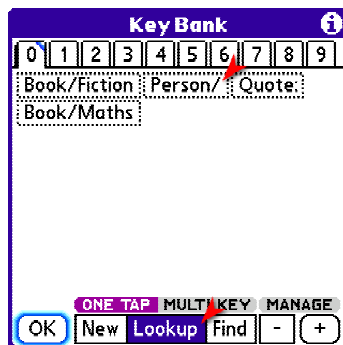 Key Bank
0 1 2 3 4 5 6 7 8 9
Book/Fiction Person/ Quote:
Book/Maths
ONE TAP MULTI KEY MANAGE
OK New Lookup Find - +